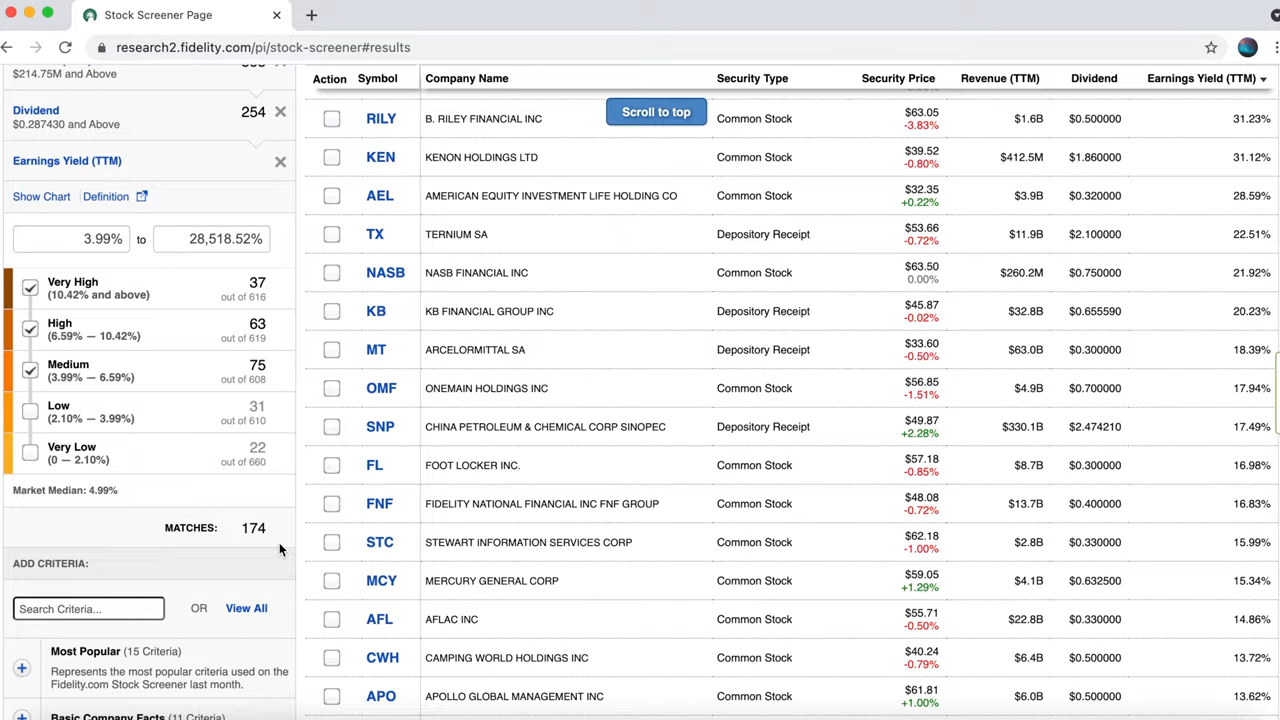 Stock Screener Page
research2.fidelity.com/pi/stock-screener#results
$214.75M and Above
Dividend 254
$0.287430 and Above
Earnings Yield (TTM)
Show Chart Definition
3.99% to 28,518.52%
Very High 37
(10.42% and above) out of 616
High 63
(6.59% — 10.42%) out of 619
Medium 75
(3.99% — 6.59%) out of 608
Low 31
(2.10% — 3.99%) out of 610
Very Low 22
(0 — 2.10%) out of 660
Market Median: 4.99%
MATCHES: 174
ADD CRITERIA:
Search Criteria... OR View All
Most Popular (15 Criteria)
Represents the most popular criteria used on the
Fidelity.com Stock Screener last month.
Basic Company Facts (11 Criteria)
Action Symbol Company Name Security Type Security Price Revenue (TTM) Dividend Earnings Yield (TTM)
Scroll to top
RILY B. RILEY FINANCIAL INC Common Stock $63.05 $1.6B $0.500000 31.23%
-3.83%
KEN KENON HOLDINGS LTD Common Stock $39.52 $412.5M $1.860000 31.12%
-0.80%
AEL AMERICAN EQUITY INVESTMENT LIFE HOLDING CO Common Stock $32.35 $3.9B $0.320000 28.59%
+0.22%
TX TERNIUM SA Depository Receipt $53.66 $11.9B $2.100000 22.51%
-0.72%
NASB NASB FINANCIAL INC Common Stock $63.50 $260.2M $0.750000 21.92%
0.00%
KB KB FINANCIAL GROUP INC Depository Receipt $45.87 $32.8B $0.655590 20.23%
-0.02%
MT ARCELORMITTAL SA Depository Receipt $33.60 $63.0B $0.300000 18.39%
-0.50%
OMF ONEMAIN HOLDINGS INC Common Stock $56.85 $4.9B $0.700000 17.94%
-1.51%
SNP CHINA PETROLEUM & CHEMICAL CORP SINOPEC Depository Receipt $49.87 $330.1B $2.474210 17.49%
+2.28%
FL FOOT LOCKER INC. Common Stock $57.18 $8.7B $0.300000 16.98%
-0.85%
FNF FIDELITY NATIONAL FINANCIAL INC FNF GROUP Common Stock $48.08 $13.7B $0.400000 16.83%
-0.72%
STC STEWART INFORMATION SERVICES CORP Common Stock $62.18 $2.8B $0.330000 15.99%
-1.00%
MCY MERCURY GENERAL CORP Common Stock $59.05 $4.1B $0.632500 15.34%
+1.29%
AFL AFLAC INC Common Stock $55.71 $22.8B $0.330000 14.86%
-0.50%
CWH CAMPING WORLD HOLDINGS INC Common Stock $40.24 $6.4B $0.500000 13.72%
-0.79%
APO APOLLO GLOBAL MANAGEMENT INC Common Stock $61.81 $6.0B $0.500000 13.62%
+1.00%